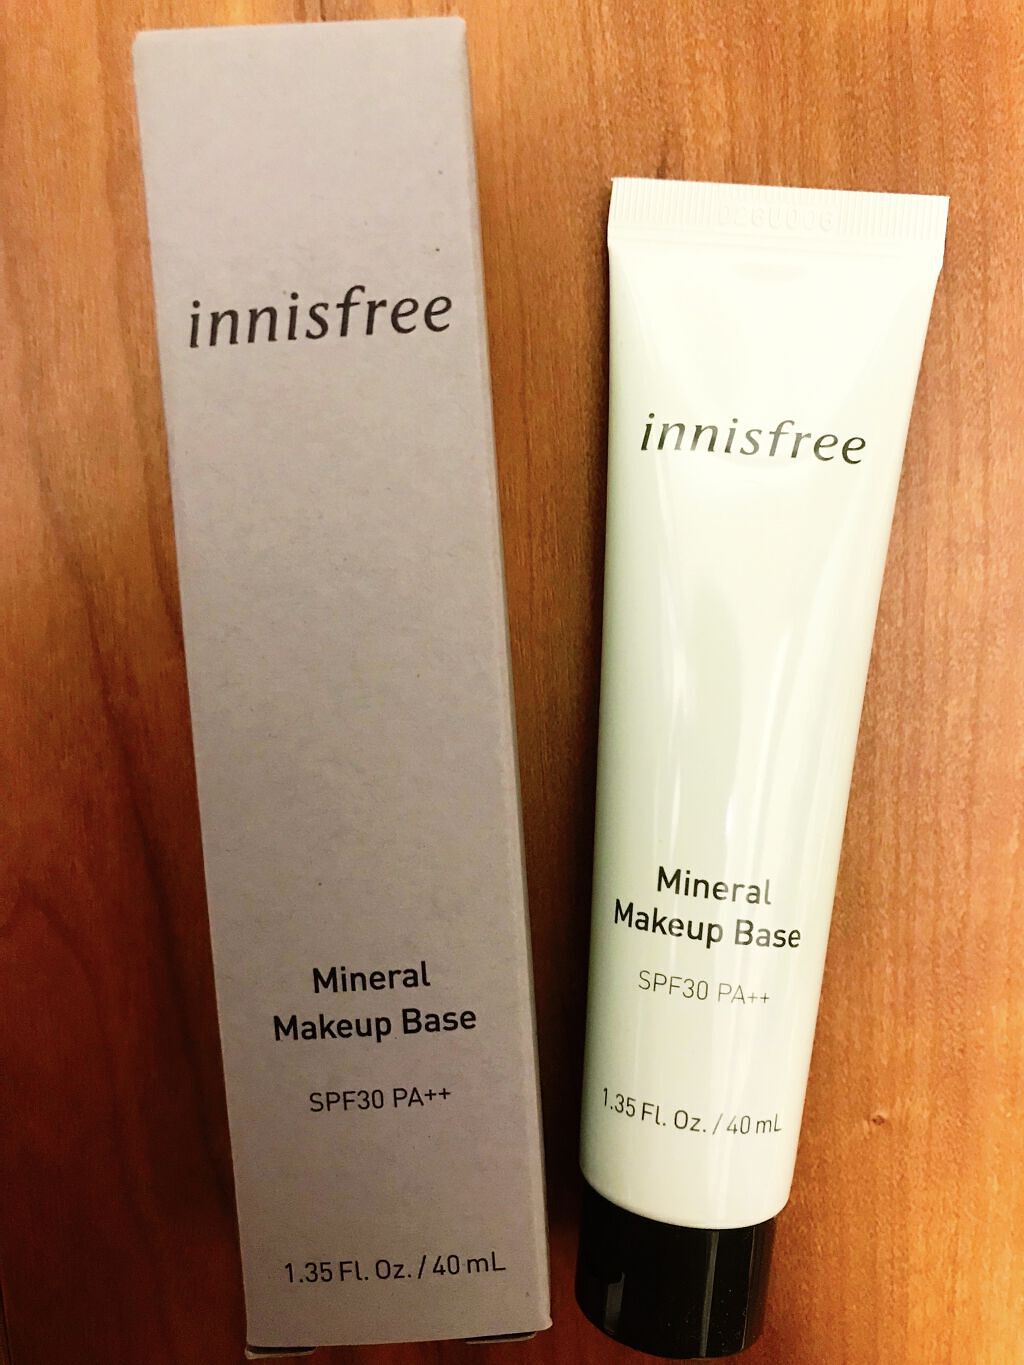 innisfree
Mineral
Makeup Base
SPF30 PA++
1.35 Fl. Oz. / 40 mL
innisfree
Mineral
Makeup Base
SPF30 PA++
1.35 Fl. Oz. / 40 mL